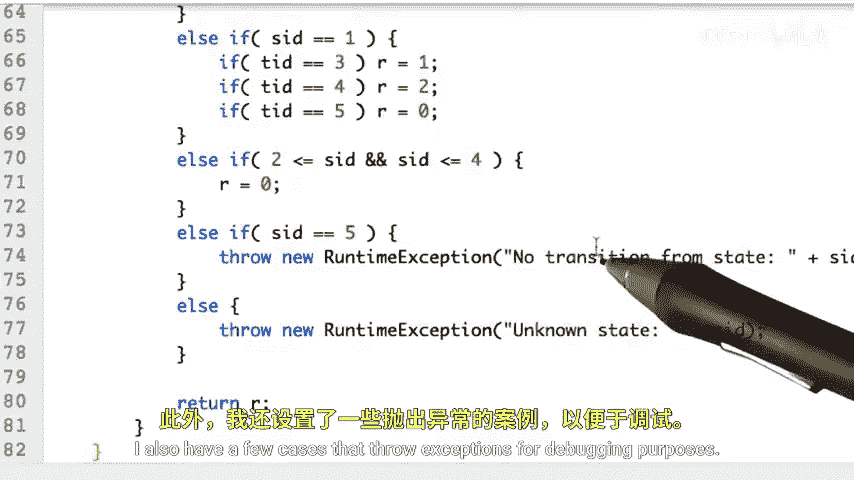 64 }
65 else if( sid == 1 ) {
66 if( tid == 3 ) r = 1;
67 if( tid == 4 ) r = 2;
68 if( tid == 5 ) r = 0;
69 }
70 else if( 2 <= sid && sid <= 4 ) {
71 r = 0;
72 }
73 else if( sid == 5 ) {
74 throw new RuntimeException("No transition from state: " + sid
75 }
76 else {
77 throw new RuntimeException("Unknown state: id);
78 }
79
80 return r;
81 }
82 }
此外，我还设置了一些抛出异常的案例，以便于调试。
I also have a few cases that throw exceptions for debugging purposes.